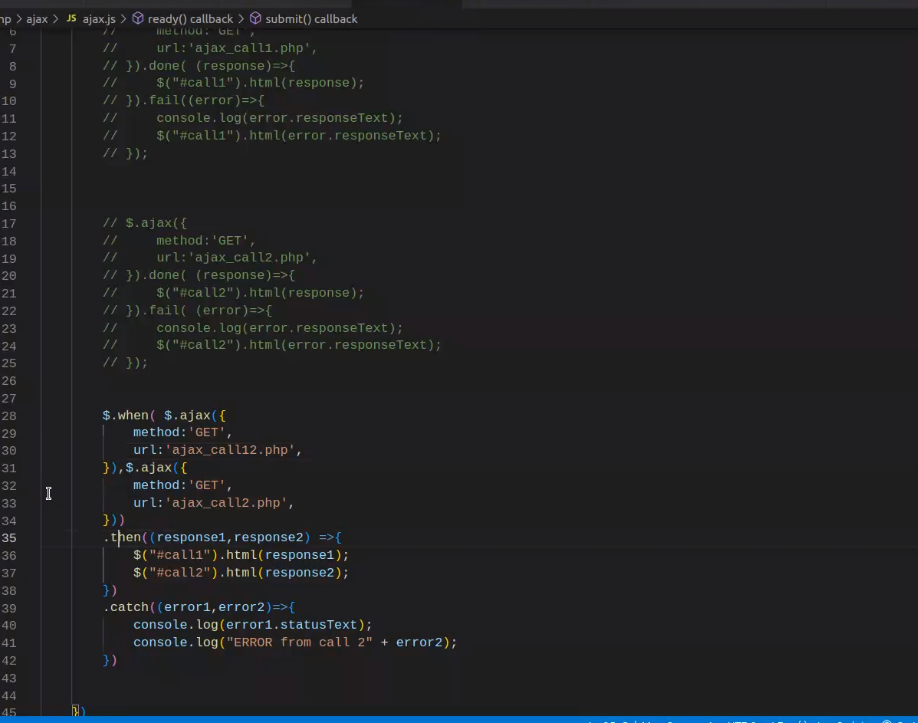 np > ajax > JS ajax.js > ready() callback > submit() callback
6 // method:'GET',
7 // url:'ajax_call1.php',
8 // }).done( (response)=>{
9 // $("#call1").html(response);
10 // }).fail((error)=>{
11 // console.log(error.responseText);
12 // $("#call1").html(error.responseText);
13 // });
14
15
16
17 // $.ajax({
18 // method:'GET',
19 // url:'ajax_call2.php',
20 // }).done( (response)=>{
21 // $("#call2").html(response);
22 // }).fail( (error)=>{
23 // console.log(error.responseText);
24 // $("#call2").html(error.responseText);
25 // });
26
27
28 $.when( $.ajax({
29 method:'GET',
30 url:'ajax_call12.php',
31 }),$.ajax({
32 method:'GET',
33 url:'ajax_call2.php',
34 }))
35 .then((response1,response2) =>{
36 $("#call1").html(response1);
37 $("#call2").html(response2);
38 })
39 .catch((error1,error2)=>{
40 console.log(error1.statusText);
41 console.log("ERROR from call 2" + error2);
42 })
43
44
45 })